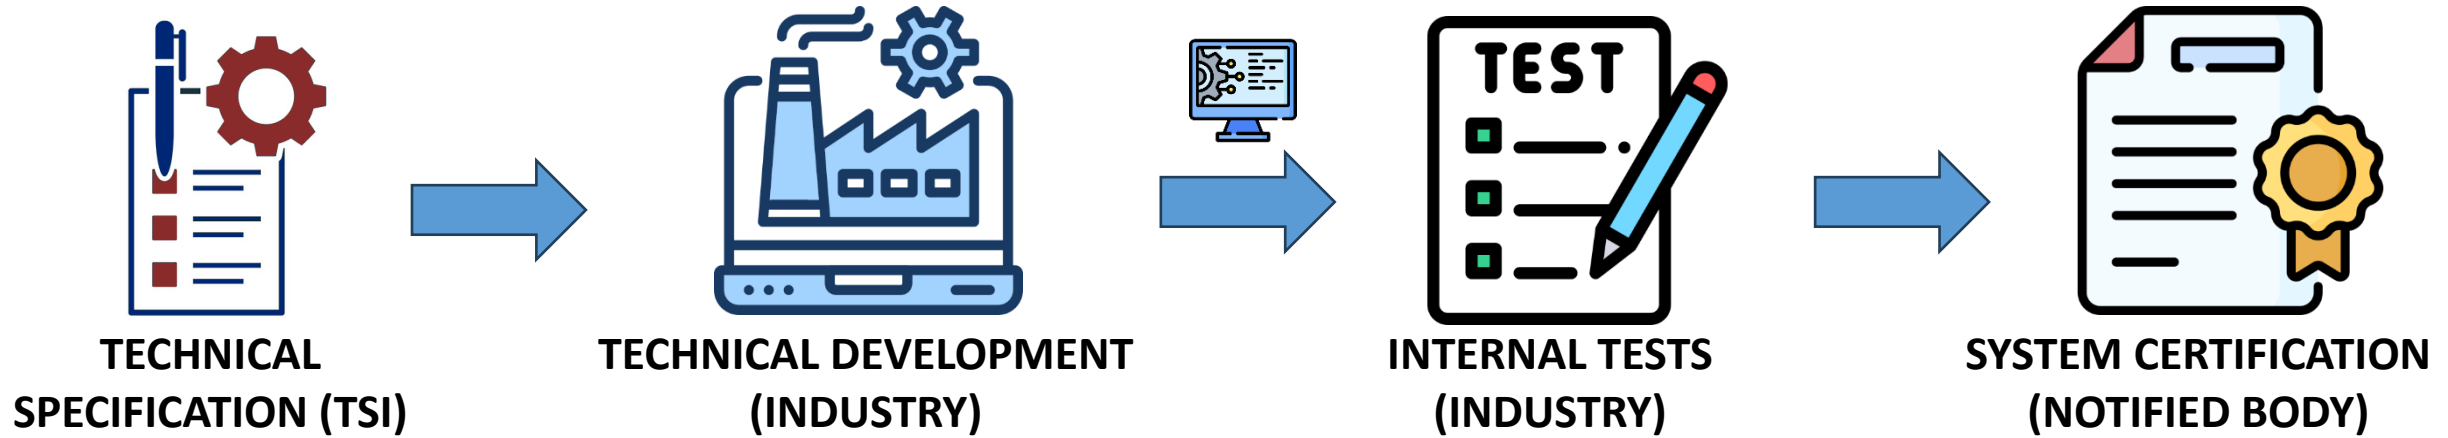 TEST
TECHNICAL
SPECIFICATION (TSI)
TECHNICAL DEVELOPMENT
(INDUSTRY)
INTERNAL TESTS
(INDUSTRY)
SYSTEM CERTIFICATION
(NOTIFIED BODY)